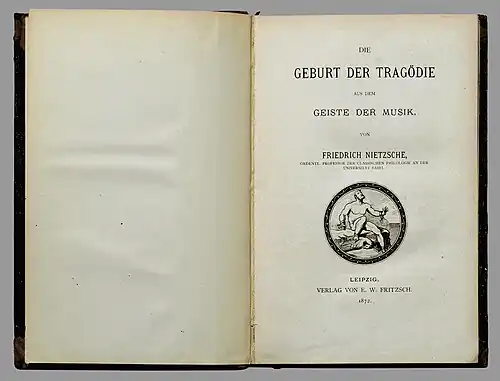 DIE
GEBURT DER TRAGÖDIE
AUS DEM
GEISTE DER MUSIK.
VON
FRIEDRICH NIETZSCHE,
ORDENTL. PROFESSOR DER CLASSISCHEN PHILOLOGIE AN DER
UNIVERSITÄT BASEL.
LEIPZIG.
VERLAG VON E. W. FRITZSCH.
1872.